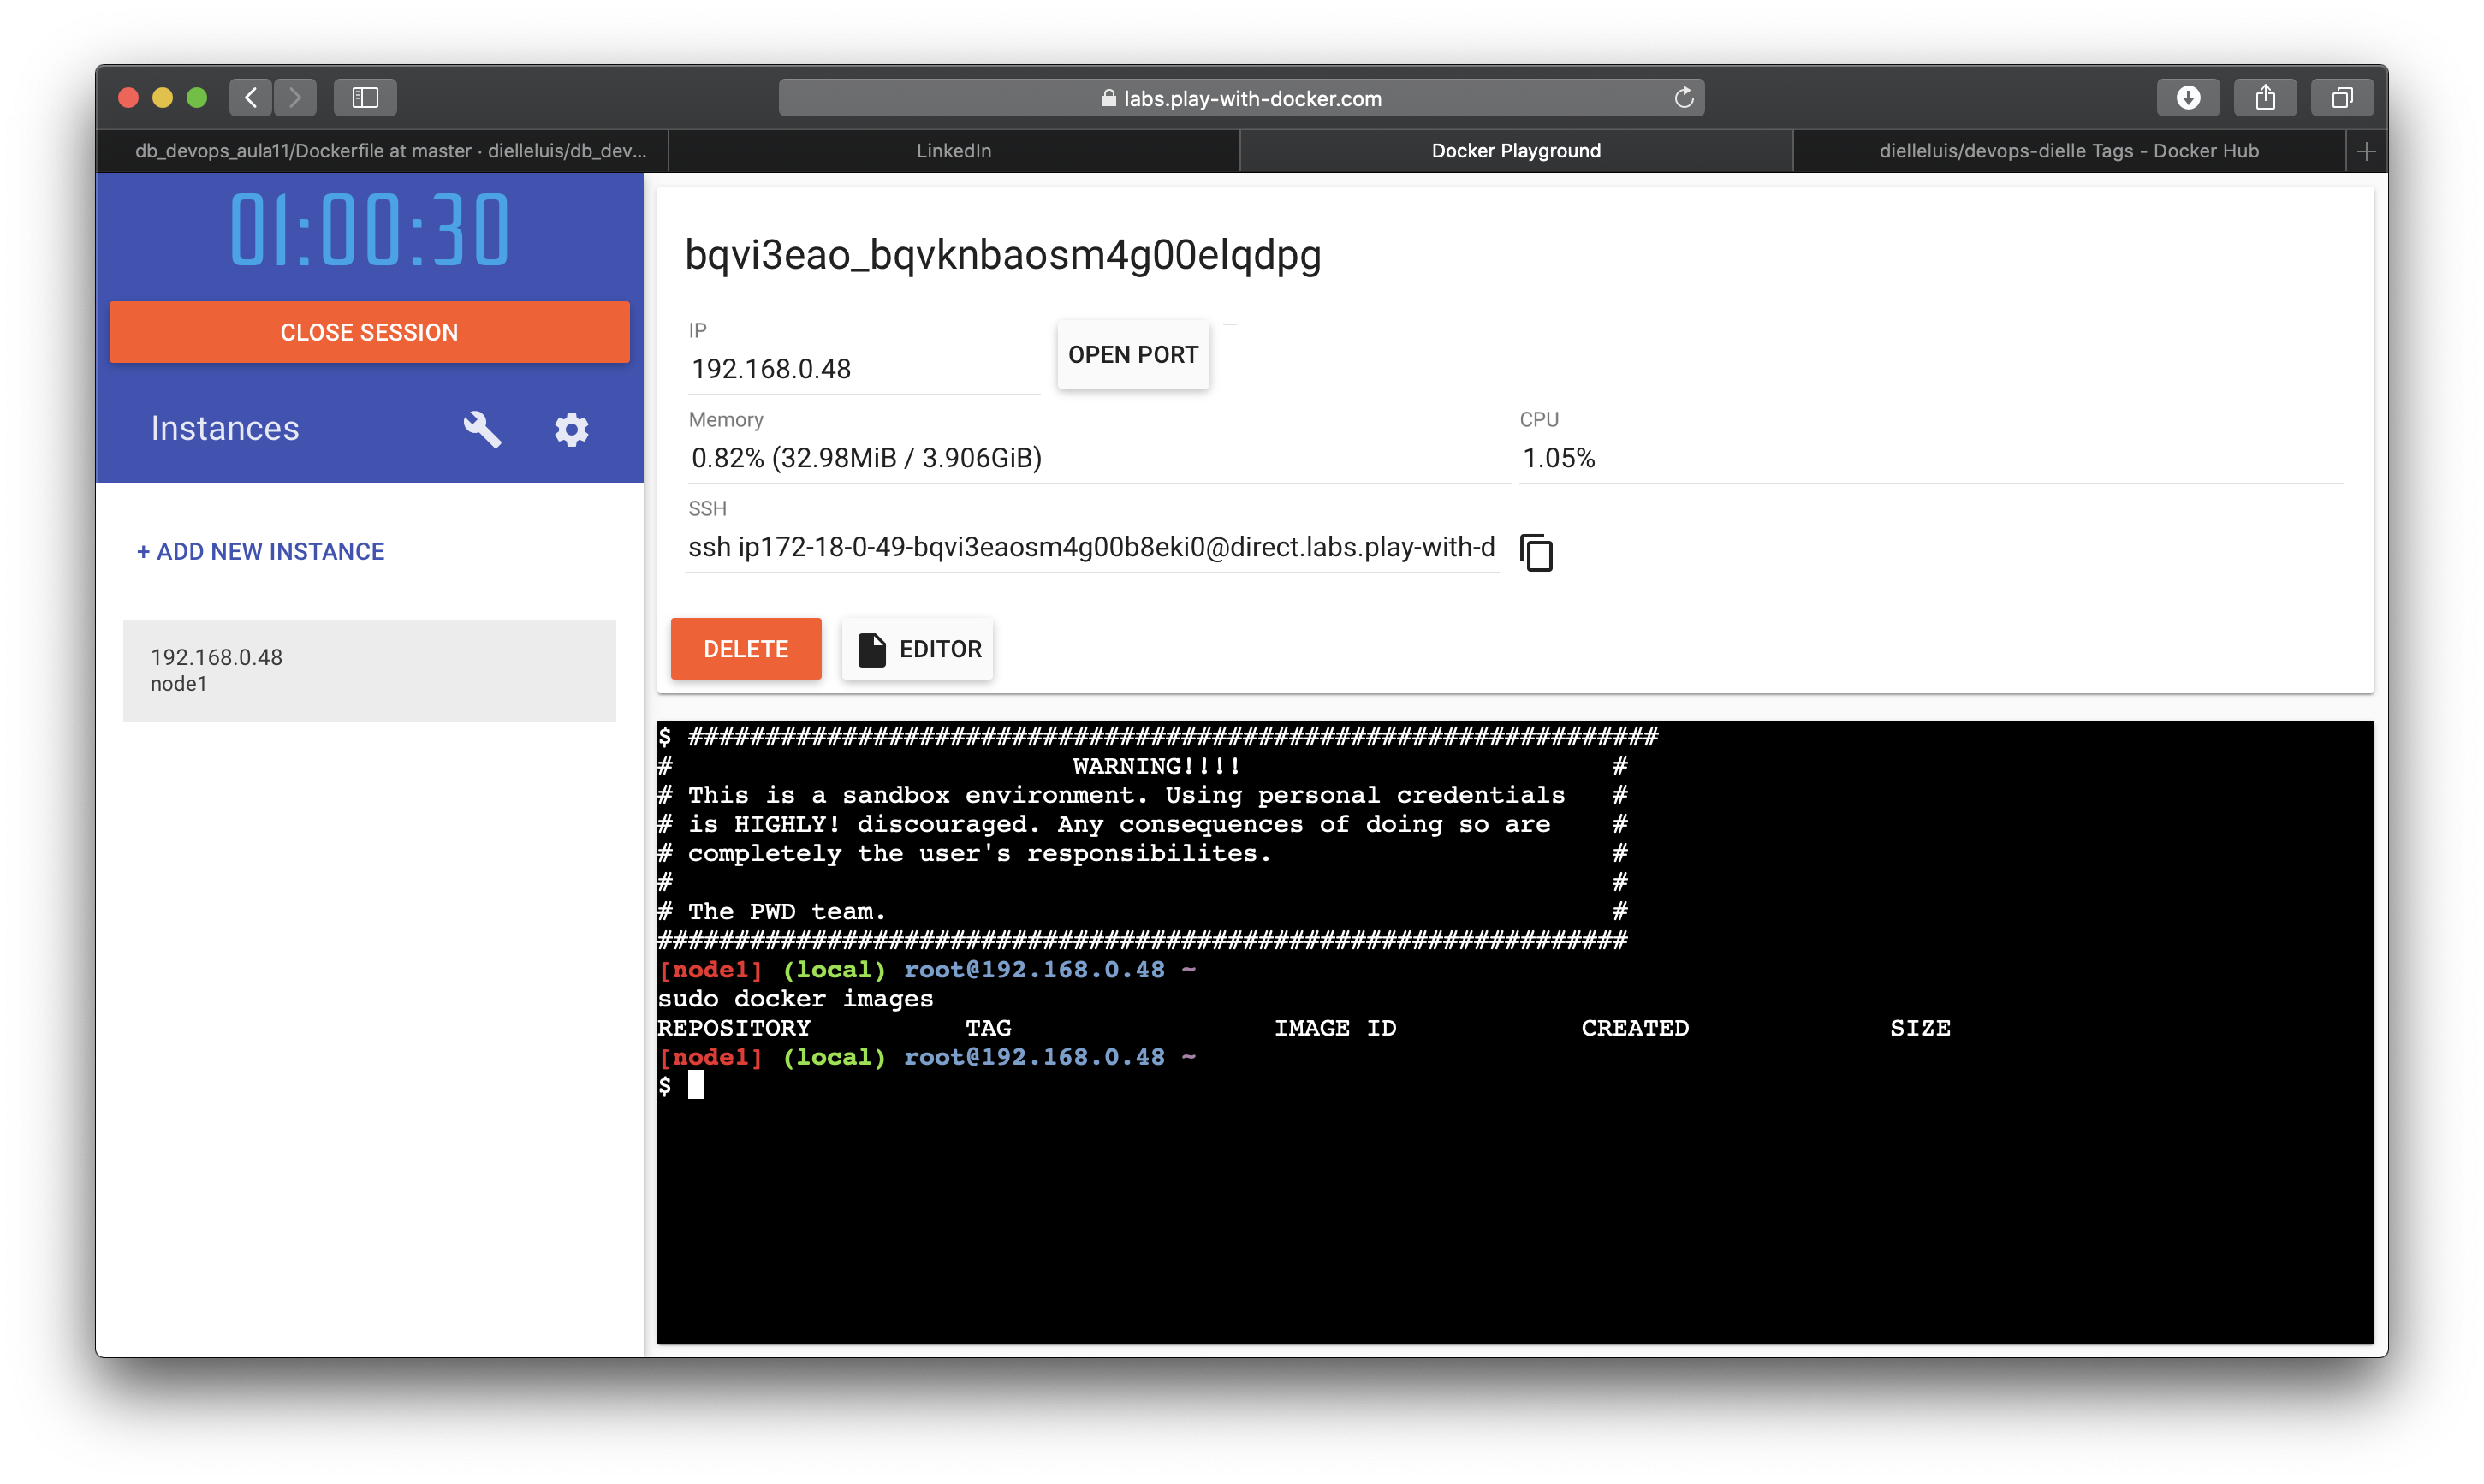 labs.play-with-docker.com
db_devops_aula11/Dockerfile at master · dielleluis/db_dev...
LinkedIn
Docker Playground
dielleluis/devops-dielle Tags - Docker Hub
01:00:30
CLOSE SESSION
Instances
+ ADD NEW INSTANCE
192.168.0.48
node1
bqvi3eao_bqvknbaosm4g00elqdpg
IP
192.168.0.48
OPEN PORT
Memory
0.82% (32.98MiB / 3.906GiB)
CPU
1.05%
SSH
ssh ip172-18-0-49-bqvi3eaosm4g00b8eki0@direct.labs.play-with-d
DELETE
EDITOR
$ ###############################################################
#                          WARNING!!!!                        #
# This is a sandbox environment. Using personal credentials   #
# is HIGHLY! discouraged. Any consequences of doing so are    #
# completely the user's responsibilites.                      #
#                                                             #
# The PWD team.                                               #
###############################################################
[node1] (local) root@192.168.0.48 ~
sudo docker images
REPOSITORY          TAG                 IMAGE ID            CREATED             SIZE
[node1] (local) root@192.168.0.48 ~
$